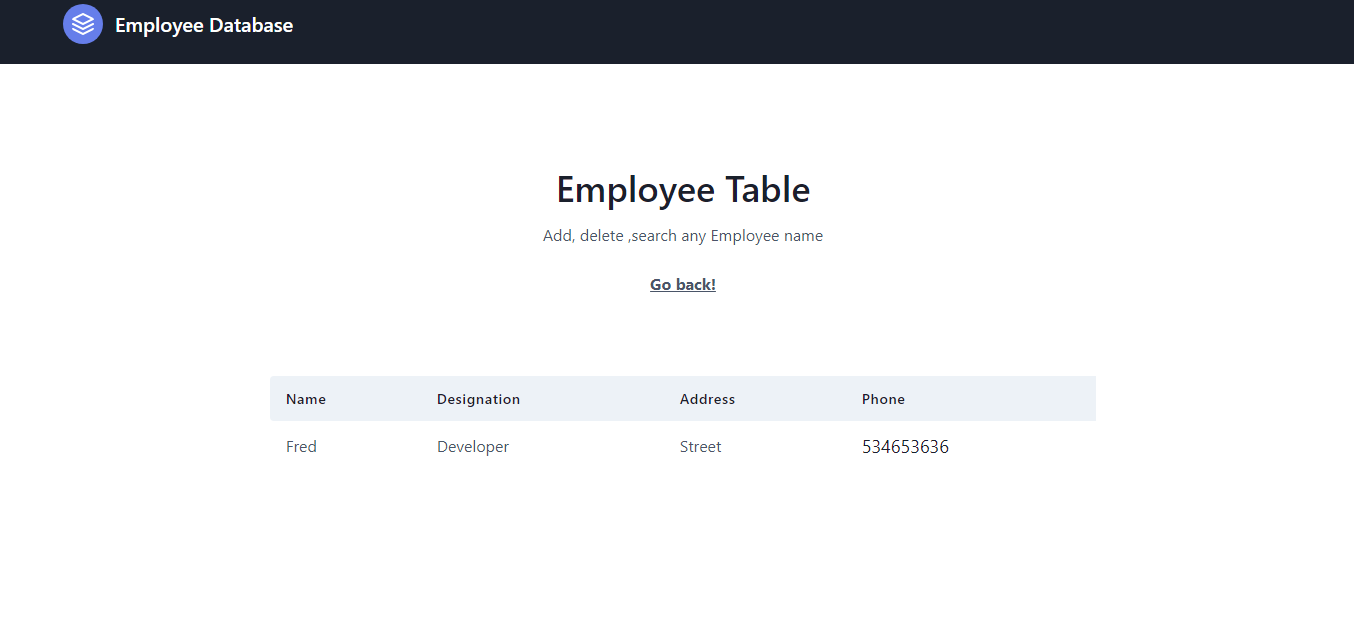 Employee Database
Employee Table
Add, delete ,search any Employee name
Go back!
Name Designation Address Phone
Fred Developer Street 534653636